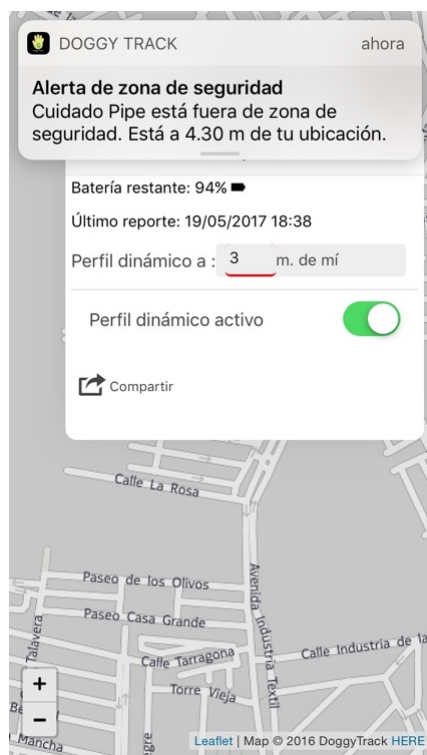 DOGGY TRACK
ahora
Alerta de zona de seguridad
Cuidado Pipe está fuera de zona de
seguridad. Está a 4.30 m de tu ubicación.
Batería restante: 94%
Último reporte: 19/05/2017 18:38
Perfil dinámico a : 3 m. de mí
Perfil dinámico activo
Compartir
Calle La Rosa
Paseo de los Olivos
Paseo Casa Grande
Avenida Industria Textil
Talavera
Calle Tarragona
Calle Industria de la
Torre Vieja
+
−
Mancha
Leaflet | Map © 2016 DoggyTrack HERE